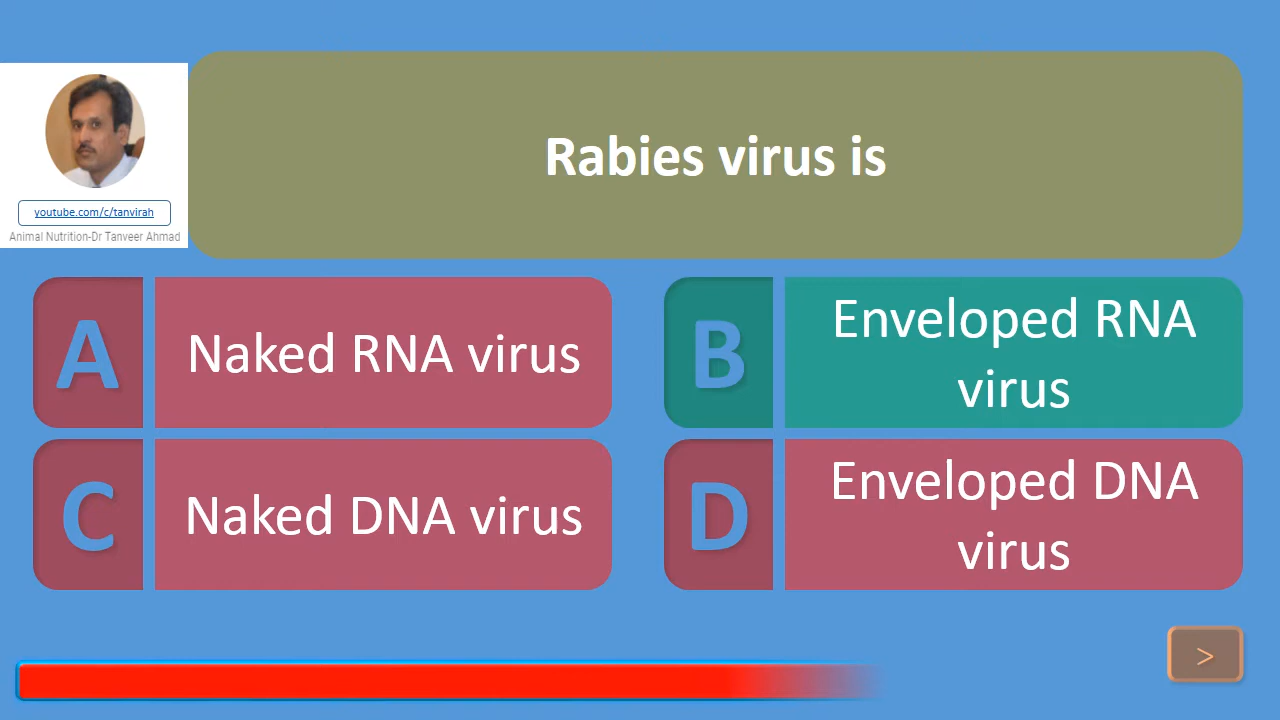 Rabies virus is
youtube.com/c/tanvirah
Animal Nutrition-Dr Tanveer Ahmad
A
Naked RNA virus
B
Enveloped RNA
virus
C
Naked DNA virus
D
Enveloped DNA
virus
>